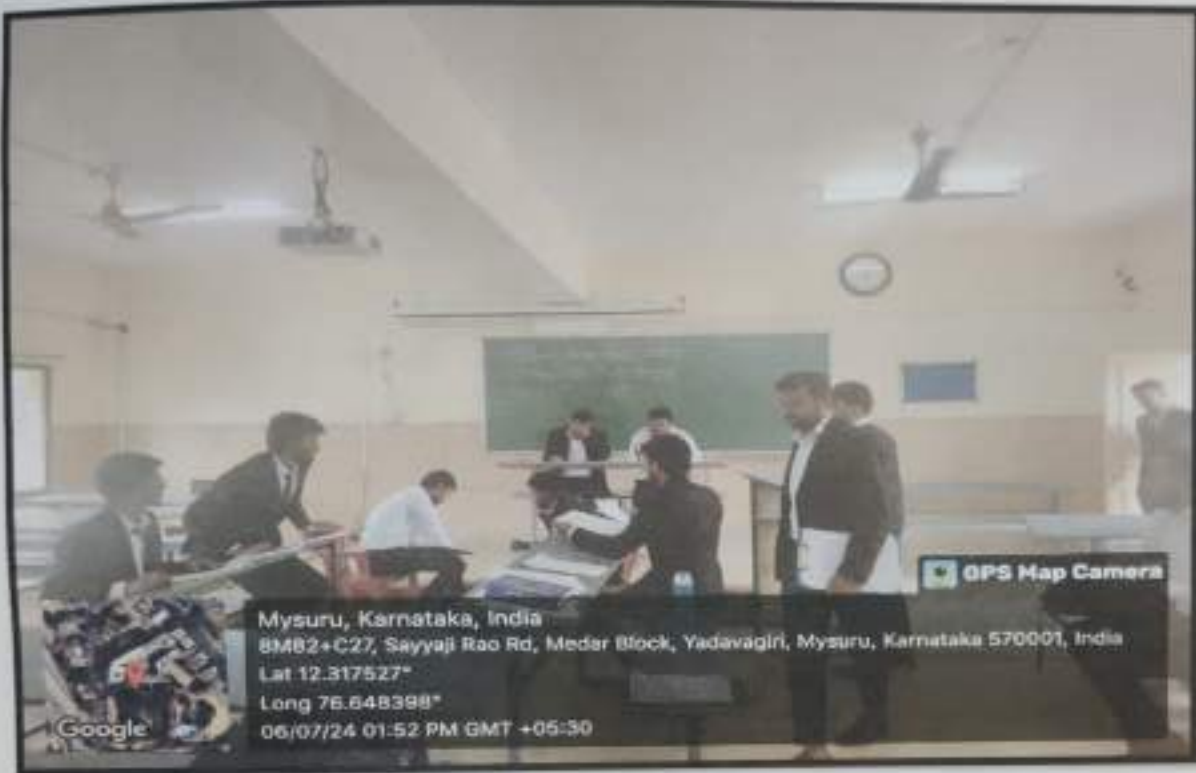 GPS Map Camera
Mysuru, Karnataka, India
8M82+C27, Sayyaji Rao Rd, Medar Block, Yadavagiri, Mysuru, Karnataka 570001, India
Lat 12.317527°
Long 76.648398°
06/07/24 01:52 PM GMT +05:30
Google